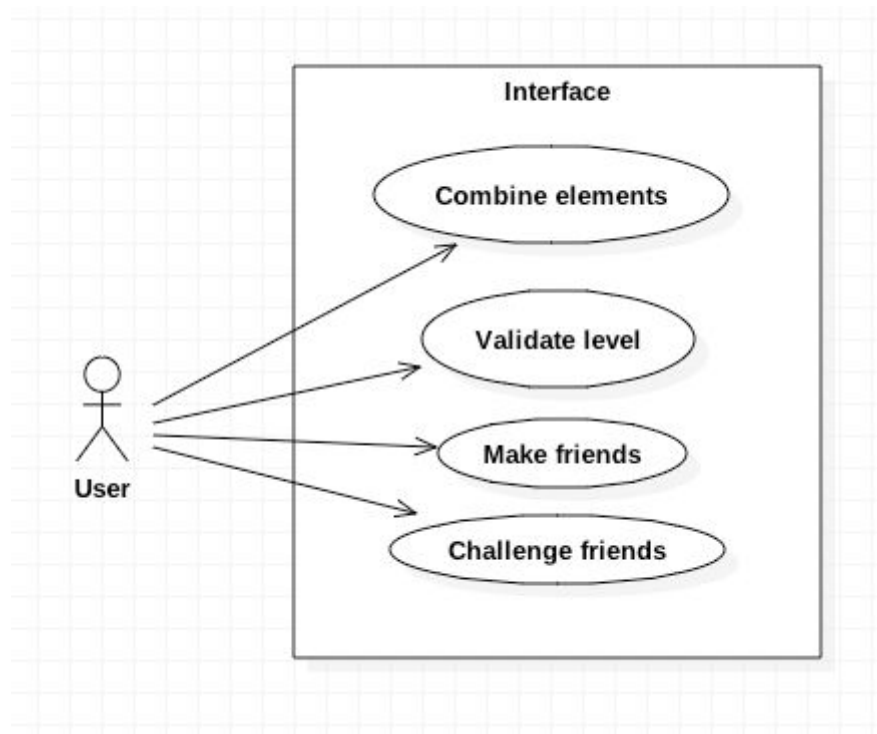 Interface
Combine elements
Validate level
Make friends
User
Challenge friends